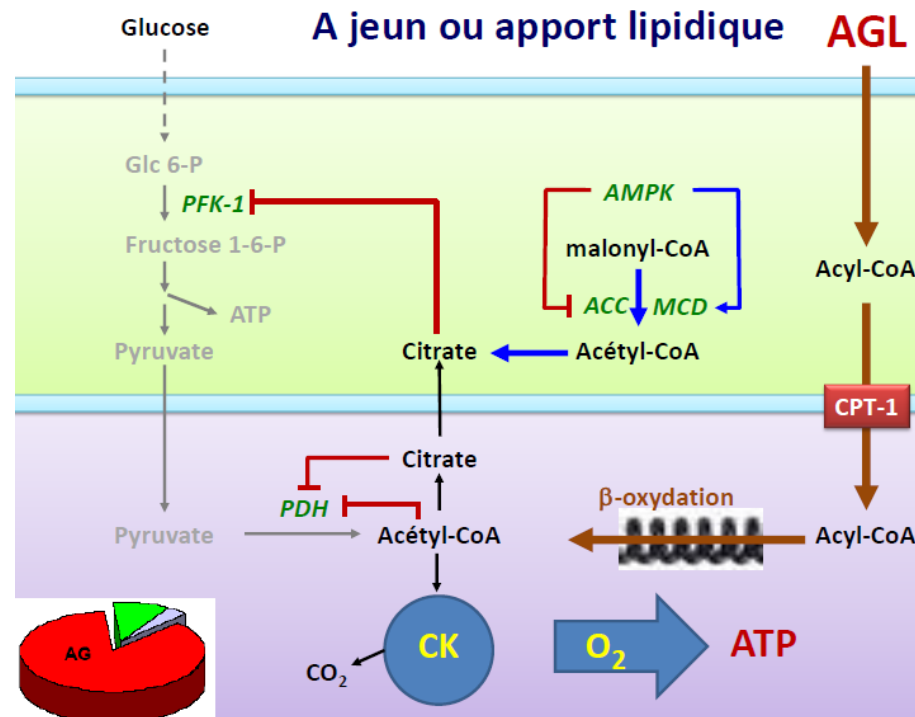 Glucose
A jeun ou apport lipidique
AGL
Glc 6-P
PFK-1
AMPK
Fructose 1-6-P
malonyl-CoA
Acyl-CoA
ATP
ACC
MCD
Pyruvate
Citrate
Acétyl-CoA
CPT-1
Citrate
PDH
β-oxydation
Pyruvate
Acétyl-CoA
Acyl-CoA
AG
CK
O₂
ATP
CO₂